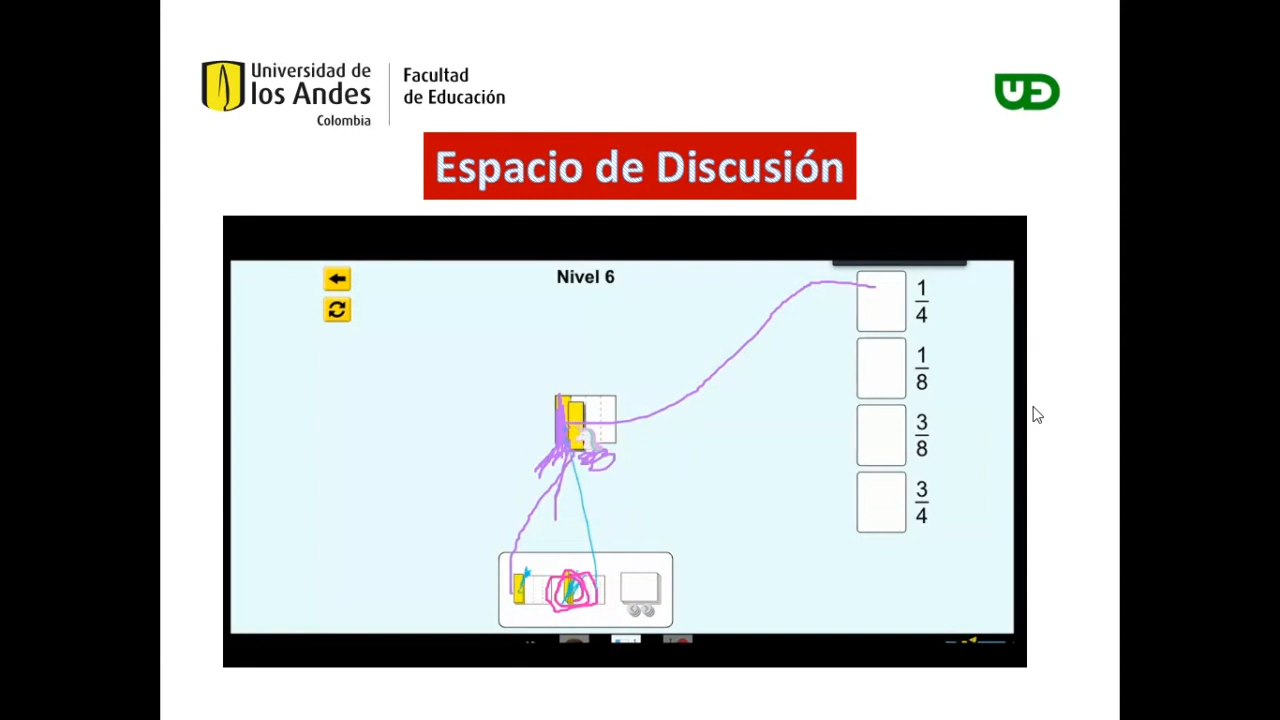 Universidad de
los Andes
Colombia
Facultad
de Educación
UD
Espacio de Discusión
Nivel 6
1
4
1
8
3
8
3
4